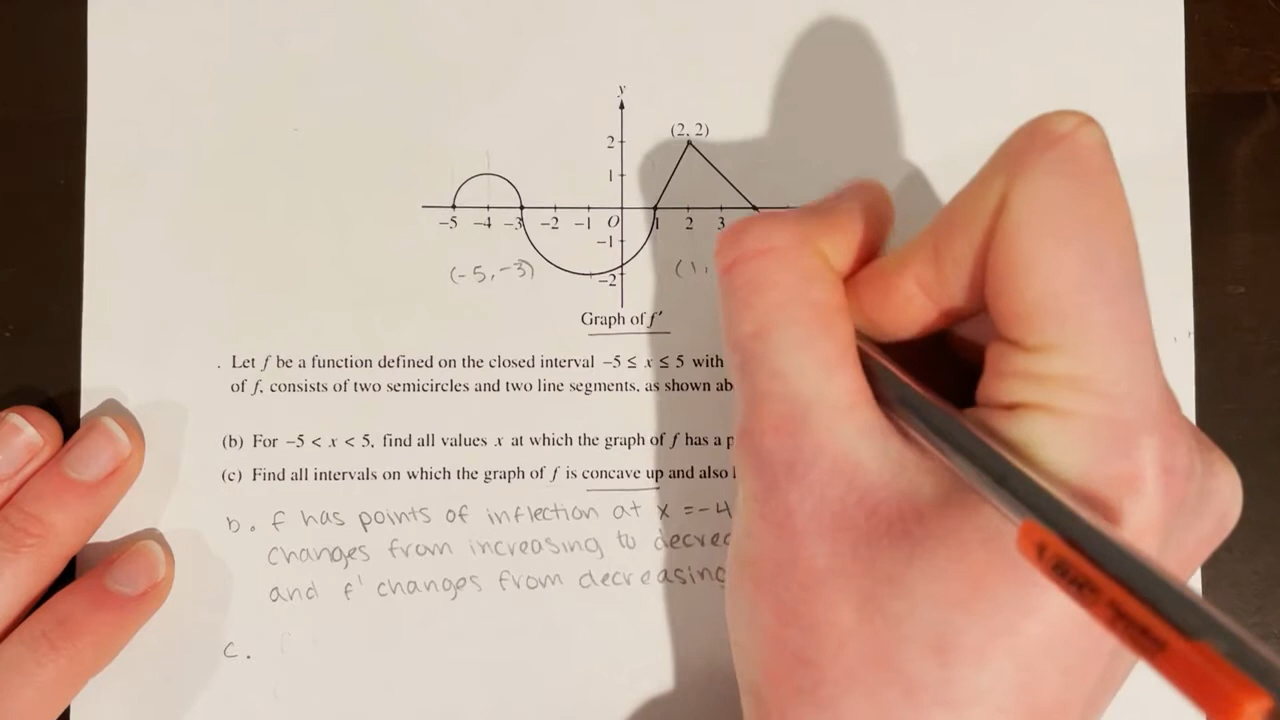 y
(2, 2)
2
1
-5 -4 -3 -2 -1 O 1 2 3
-1
(-5, -3) (1,
-2
Graph of f′
. Let f be a function defined on the closed interval −5 ≤ x ≤ 5 with
of f, consists of two semicircles and two line segments, as shown ab
(b) For −5 < x < 5, find all values x at which the graph of f has a p
(c) Find all intervals on which the graph of f is concave up and also
b. f has points of inflection at x = -4
changes from increasing to decrea
and f' changes from decreasing
c.